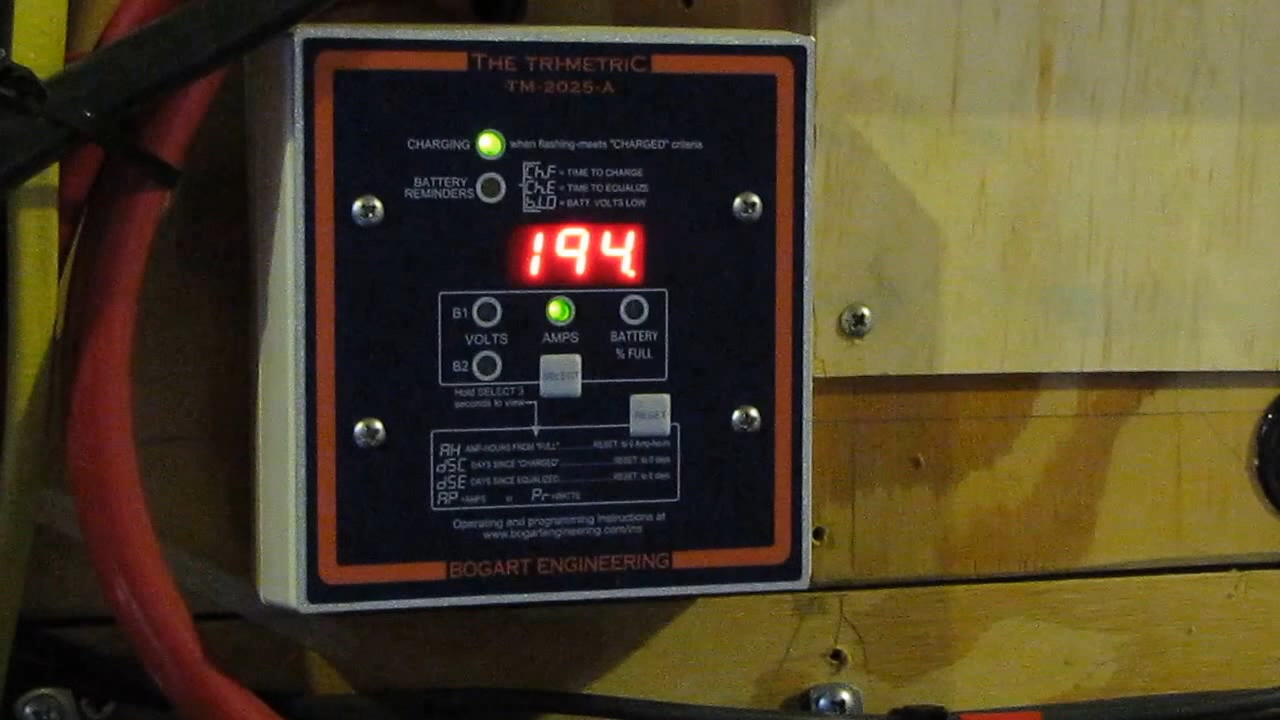 THE TRI-METRIC
TM-2025-A
CHARGING when flashing-meets "CHARGED" criteria
BATTERY REMINDERS
Ch.F = TIME TO CHARGE
Ch.E = TIME TO EQUALIZE
b.LO = BATT. VOLTS LOW
194.
B1
VOLTS
B2
AMPS
BATTERY
% FULL
SELECT
Hold SELECT 3
seconds to view
RESET
AH AMP-HOURS FROM "FULL" RESET to 0 Amp-hours
dSC DAYS SINCE "CHARGED" RESET to 0 days
dSE DAYS SINCE EQUALIZED RESET to 0 days
AP =AMPS or Pr =WATTS
Operating and programming instructions at
www.bogartengineering.com/ins
BOGART ENGINEERING